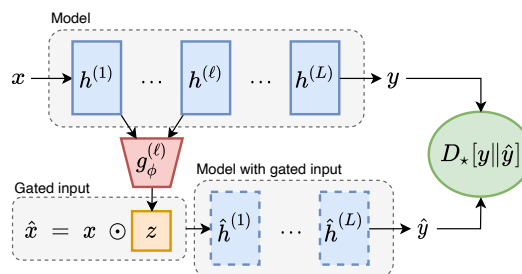 Model
x h^{(1)} … h^{(ℓ)} … h^{(L)} y
g_ϕ^{(ℓ)}
D_⋆[y‖ŷ]
Model with gated input
Gated input
x̂ = x ⊙ z ĥ^{(1)} … ĥ^{(L)} ŷ